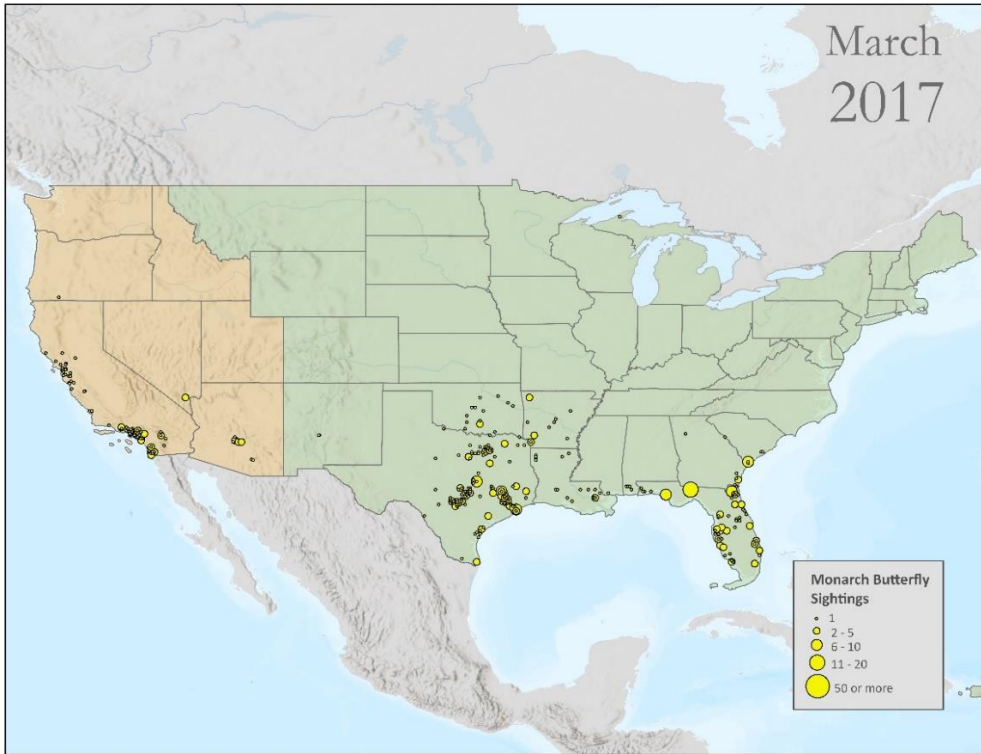 March
2017
Monarch Butterfly
Sightings
1
2 - 5
6 - 10
11 - 20
50 or more